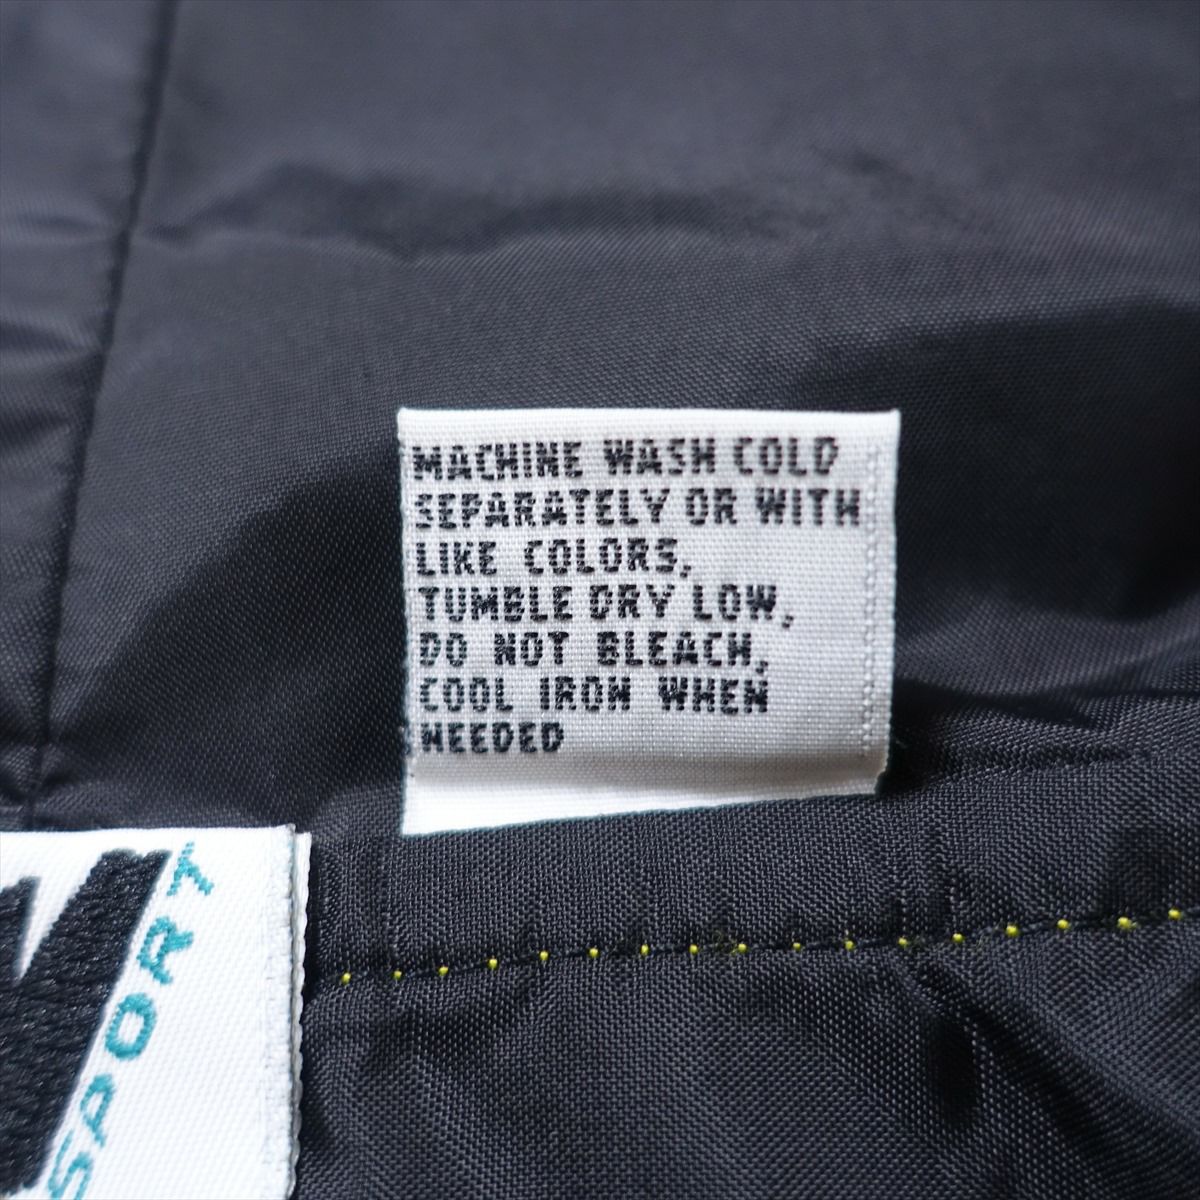 MACHINE WASH COLD
SEPARATELY OR WITH
LIKE COLORS,
TUMBLE DRY LOW,
DO NOT BLEACH,
COOL IRON WHEN
NEEDED
SPORT